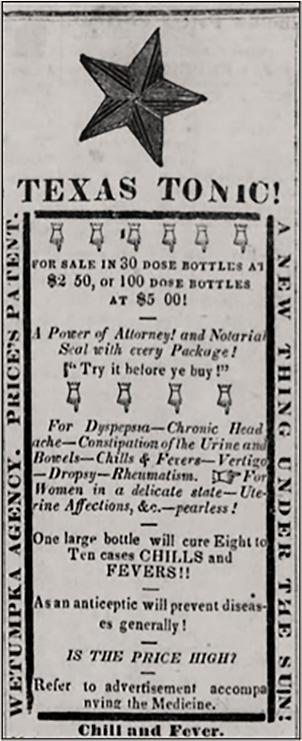 TEXAS TONIC!
WETUMPKA AGENCY. PRICE'S PATENT.
FOR SALE IN 30 DOSE BOTTLES AT
$2 50, or 100 DOSE BOTTLES
AT $5 00!
A Power of Attorney! and Notarial
Seal with every Package!
["Try it before ye buy!"
For Dyspepsia—Chronic Head
ache—Constipation of the Urine and
Bowels—Chills & Fevers—Vertigo
—Dropsy—Rheumatism. ☞For
Women in a delicate state—Ute-
rine Affections, &c.—pearless!
One large bottle will cure Eight to
Ten cases CHILLS and
FEVERS!!
As an anticeptic will prevent diseas-
es generally!
IS THE PRICE HIGH?
Refer to advertisement accompa
nying the Medicine.
A NEW THING UNDER THE SUN!
Chill and Fever.